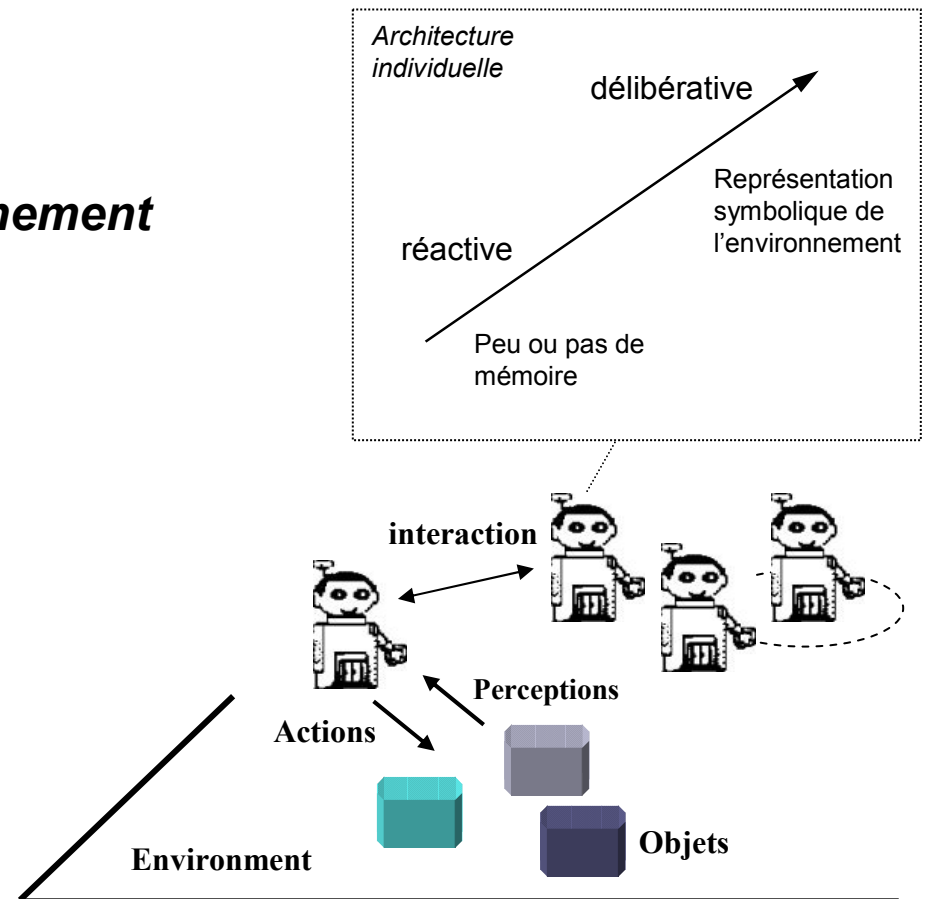 Architecture
individuelle
délibérative
Représentation
symbolique de
l'environnement
nement
réactive
Peu ou pas de
mémoire
interaction
Perceptions
Actions
Objets
Environment